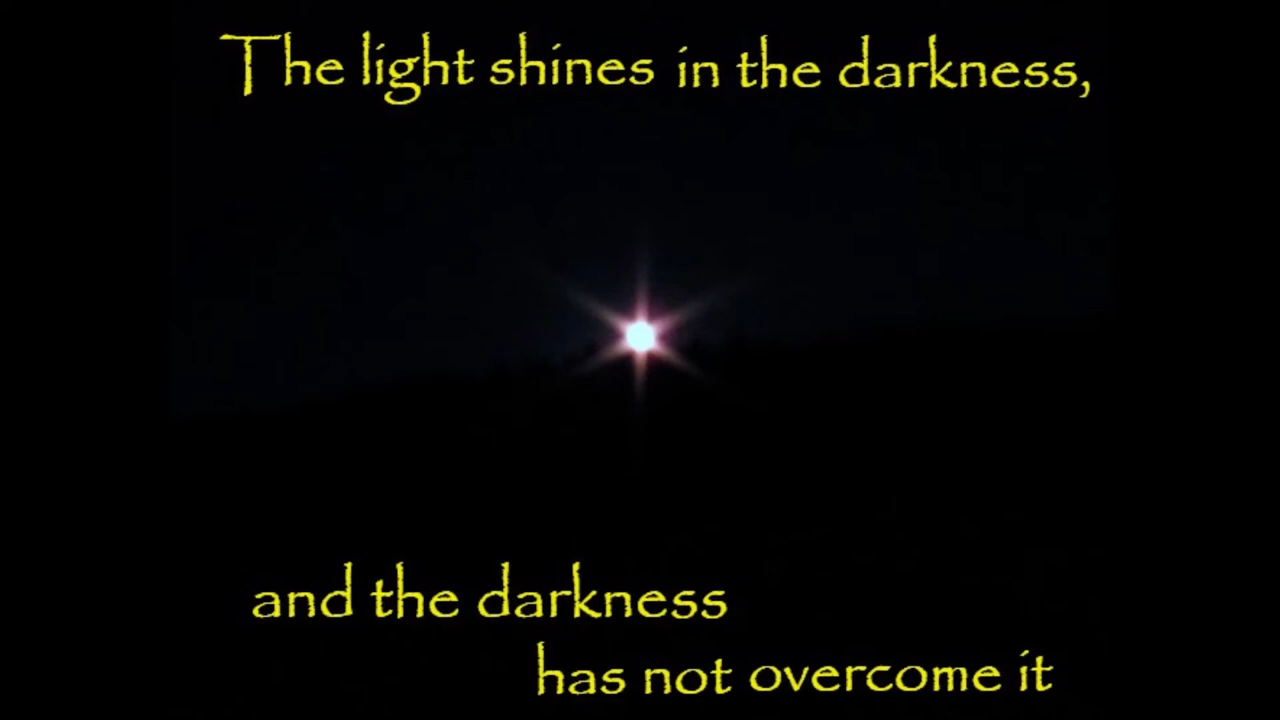 The light shines in the darkness,
and the darkness
has not overcome it